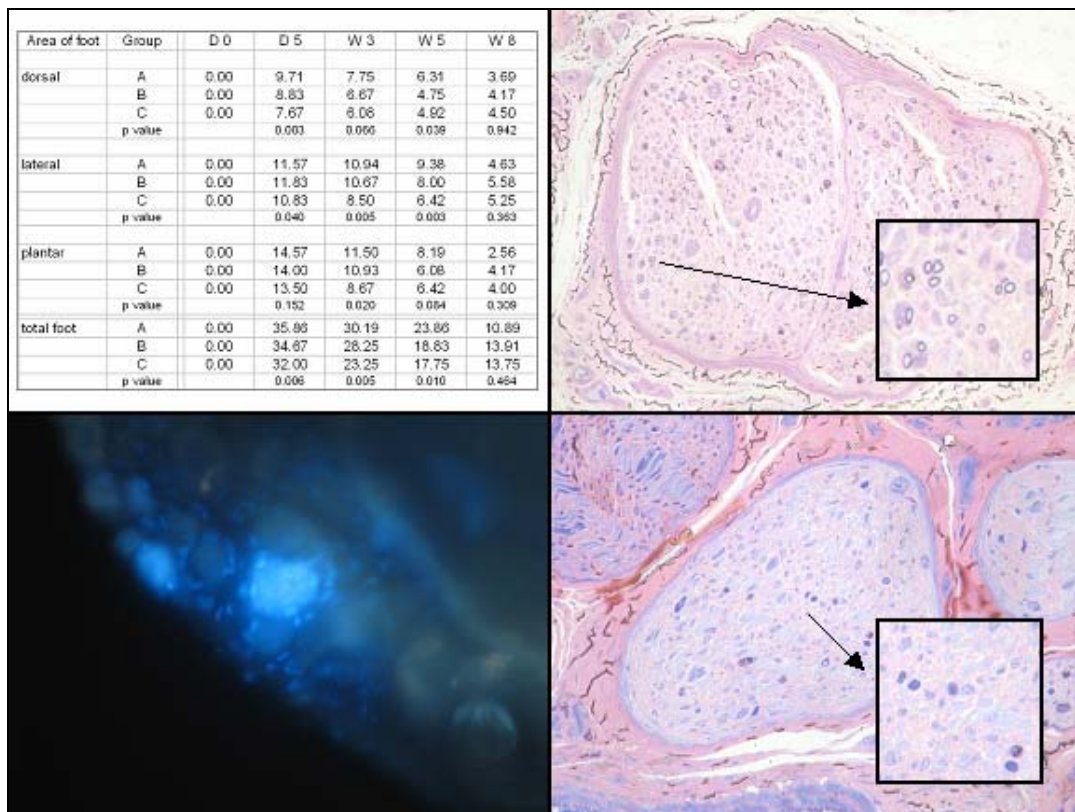 Area of foot Group D 0 D 5 W 3 W 5 W 8
dorsal A 0.00 9.71 7.75 6.31 3.69
B 0.00 8.83 6.67 4.75 4.17
C 0.00 7.67 6.08 4.92 4.50
p value 0.003 0.066 0.039 0.942
lateral A 0.00 11.57 10.94 9.38 4.63
B 0.00 11.83 10.67 8.00 5.58
C 0.00 10.83 8.50 6.42 5.25
p value 0.040 0.005 0.003 0.363
plantar A 0.00 14.57 11.50 8.19 2.56
B 0.00 14.00 10.93 6.08 4.17
C 0.00 13.50 8.67 6.42 4.00
p value 0.152 0.020 0.084 0.309
total foot A 0.00 35.86 30.19 23.86 10.89
B 0.00 34.67 28.25 18.83 13.91
C 0.00 32.00 23.25 17.75 13.75
p value 0.006 0.005 0.010 0.464